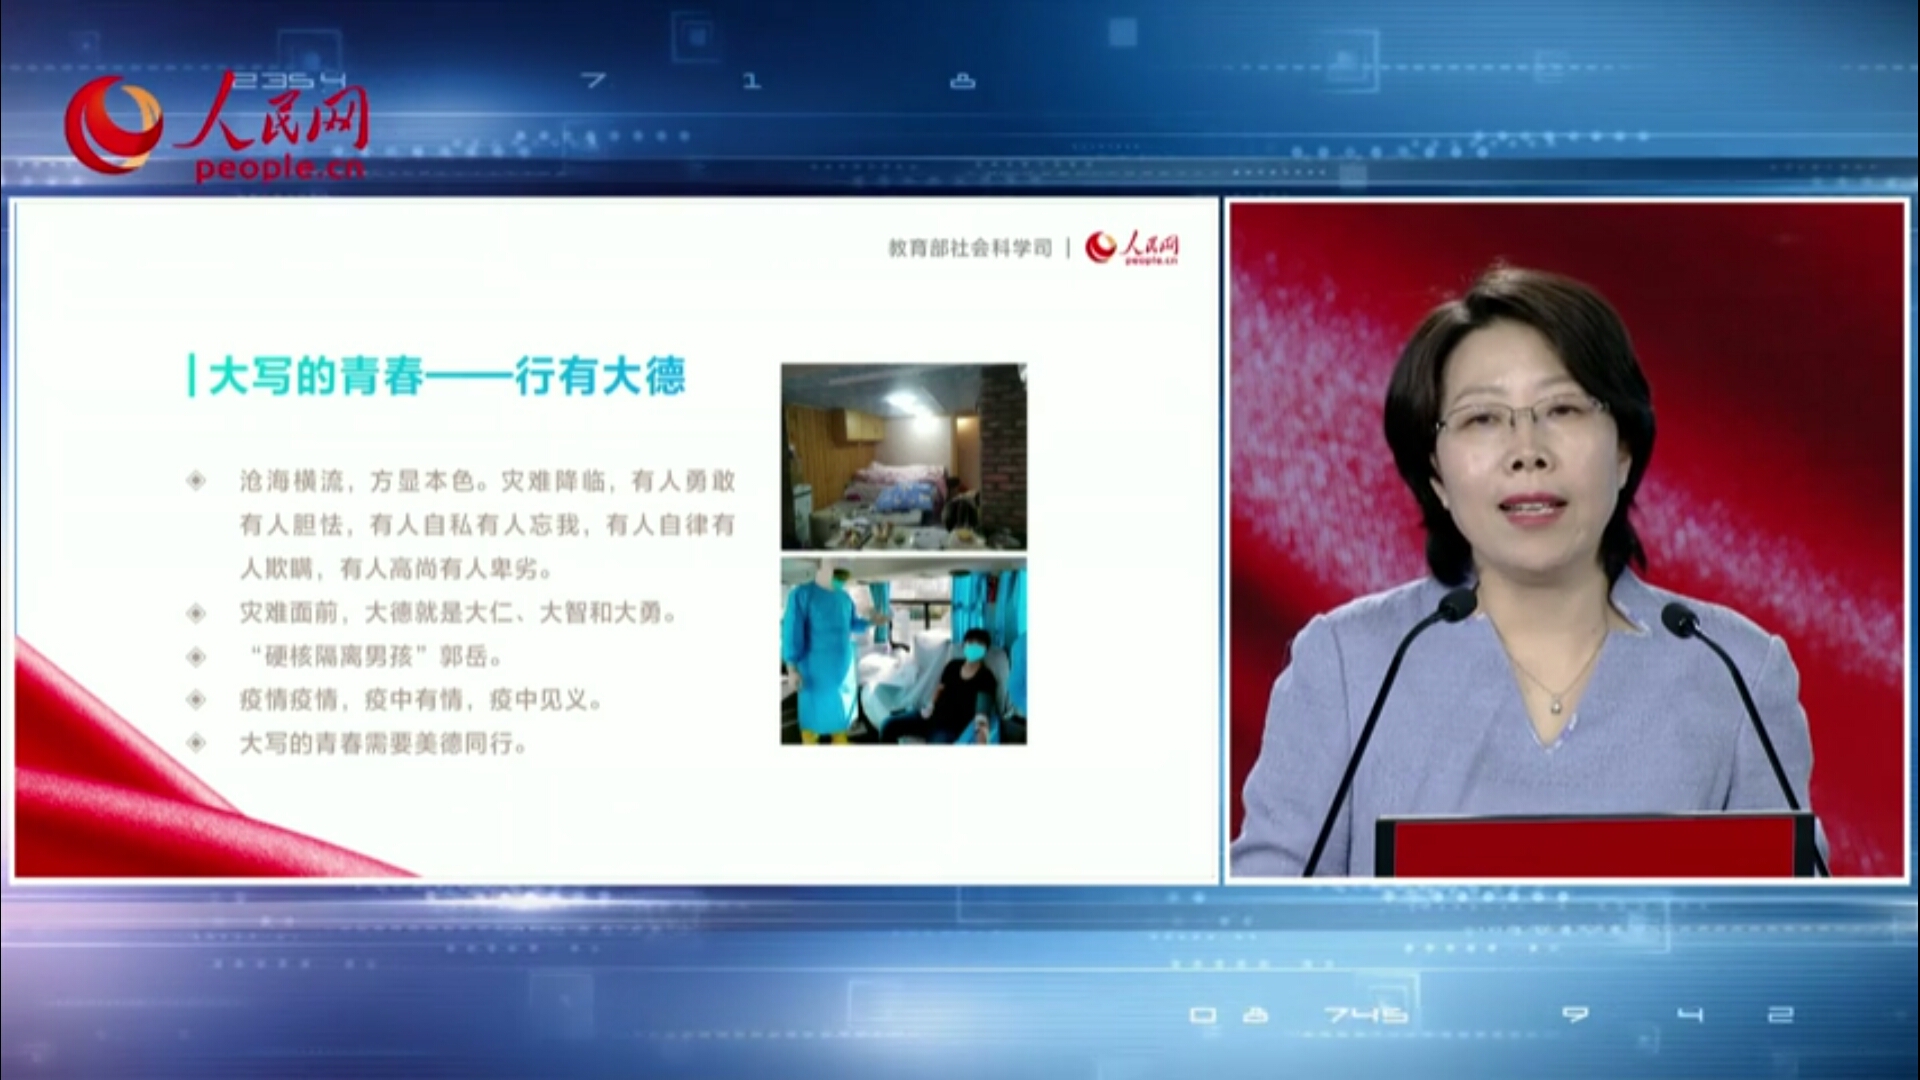 2354 7 1 8
人民网
people.cn
教育部社会科学司 | 人民网
people.cn
大写的青春——行有大德
沧海横流，方显本色。灾难降临，有人勇敢
有人胆怯，有人自私有人忘我，有人自律有
人欺瞒，有人高尚有人卑劣。
灾难面前，大德就是大仁、大智和大勇。
“硬核隔离男孩”郭岳。
疫情疫情，疫中有情，疫中见义。
大写的青春需要美德同行。
0 8 745 9 4 2